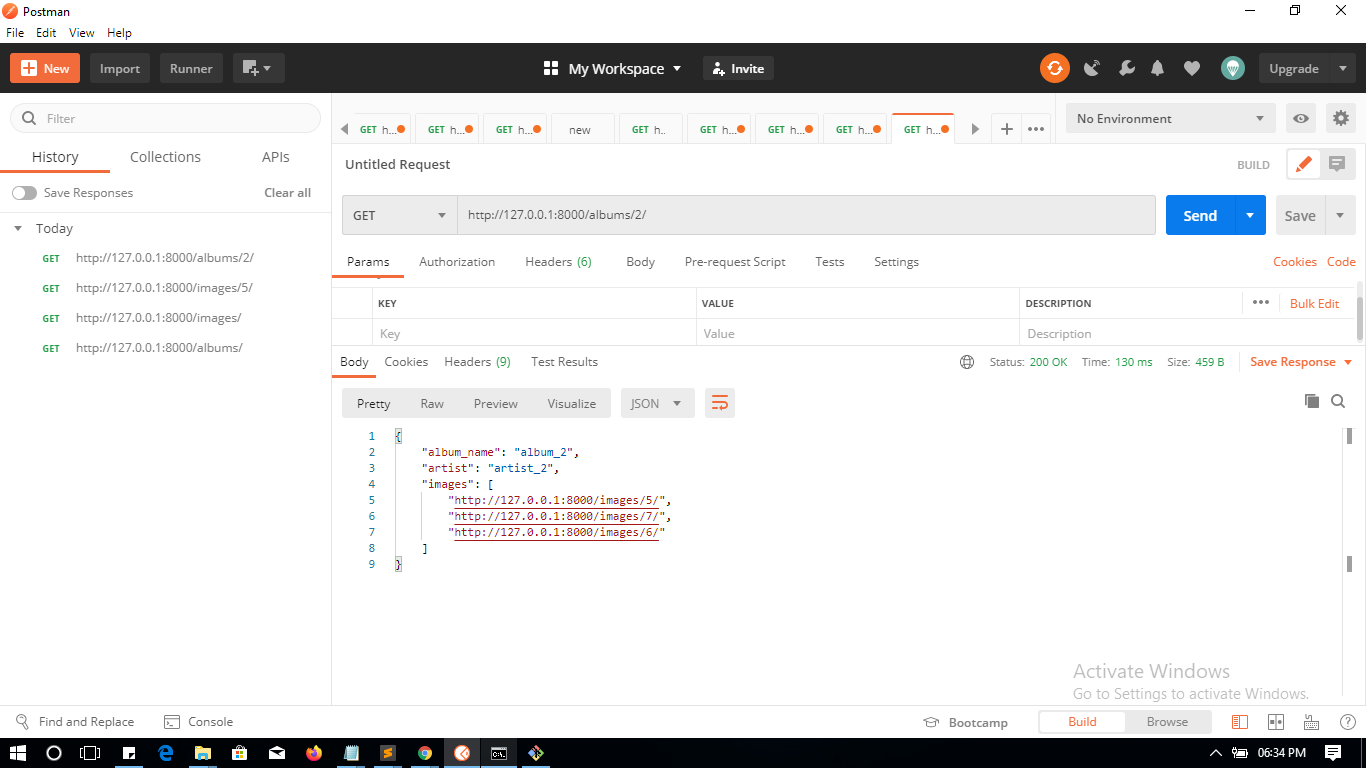 Postman
File Edit View Help
New Import Runner My Workspace Invite Upgrade
Filter
History Collections APIs
Save Responses Clear all
Today
GET http://127.0.0.1:8000/albums/2/
GET http://127.0.0.1:8000/images/5/
GET http://127.0.0.1:8000/images/
GET http://127.0.0.1:8000/albums/
GET h... GET h... GET h... new GET h.. GET h... GET h... GET h... GET h... No Environment
Untitled Request BUILD
GET http://127.0.0.1:8000/albums/2/ Send Save
Params Authorization Headers (6) Body Pre-request Script Tests Settings Cookies Code
KEY VALUE DESCRIPTION Bulk Edit
Key Value Description
Body Cookies Headers (9) Test Results Status: 200 OK Time: 130 ms Size: 459 B Save Response
Pretty Raw Preview Visualize JSON
1 {
2 "album_name": "album_2",
3 "artist": "artist_2",
4 "images": [
5 "http://127.0.0.1:8000/images/5/",
6 "http://127.0.0.1:8000/images/7/",
7 "http://127.0.0.1:8000/images/6/"
8 ]
9 }
Activate Windows
Go to Settings to activate Windows.
Find and Replace Console Bootcamp Build Browse
06:34 PM